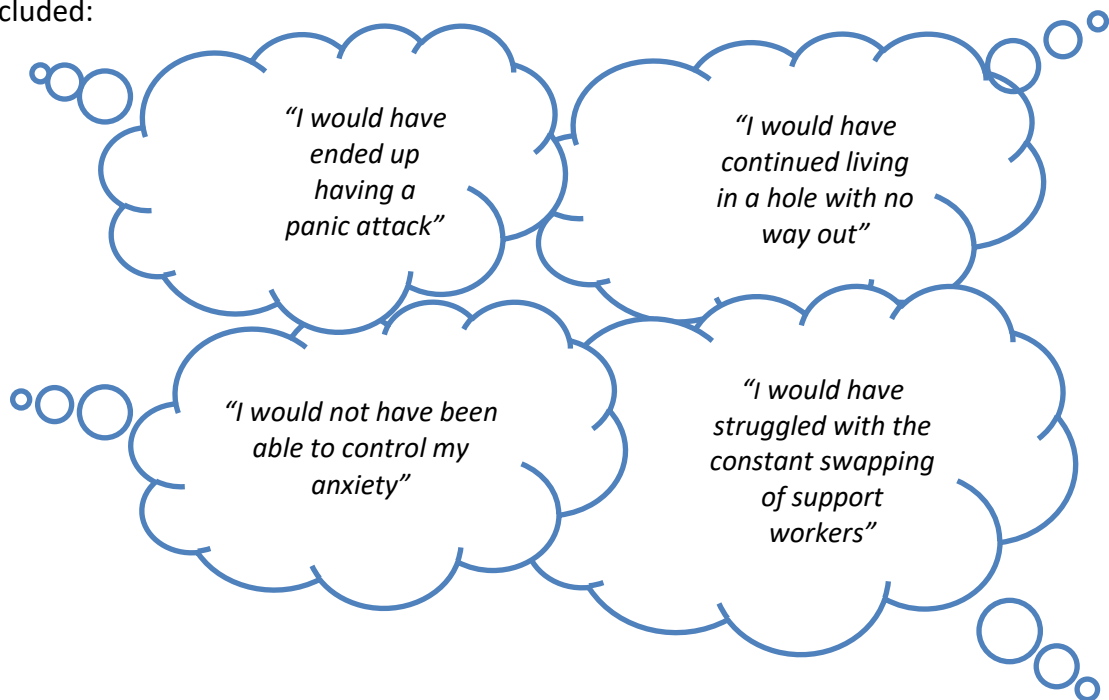 cluded:
“I would have
ended up
having a
panic attack”
“I would have
continued living
in a hole with no
way out”
“I would not have been
able to control my
anxiety”
“I would have
struggled with the
constant swapping
of support
workers”